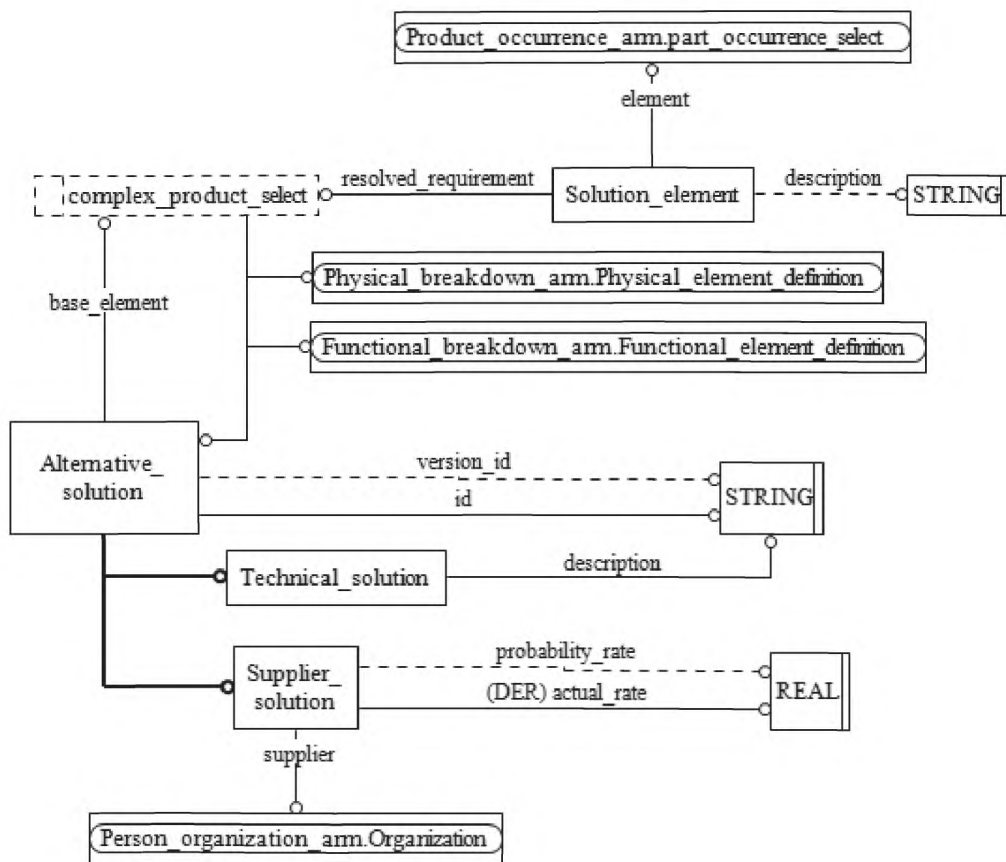 Product_occurrence_arm.part_occurrence_select
element
resolved_requirement
description
complex_product_select
Solution_element
STRING
Physical_breakdown_arm.Physical_element_definition
base_element
Functional_breakdown_arm.Functional_element_definition
Alternative_
solution
version_id
id
STRING
Technical_solution
description
probability_rate
Supplier_
solution
(DER) actual_rate
REAL
supplier
Person_organization_arm.Organization